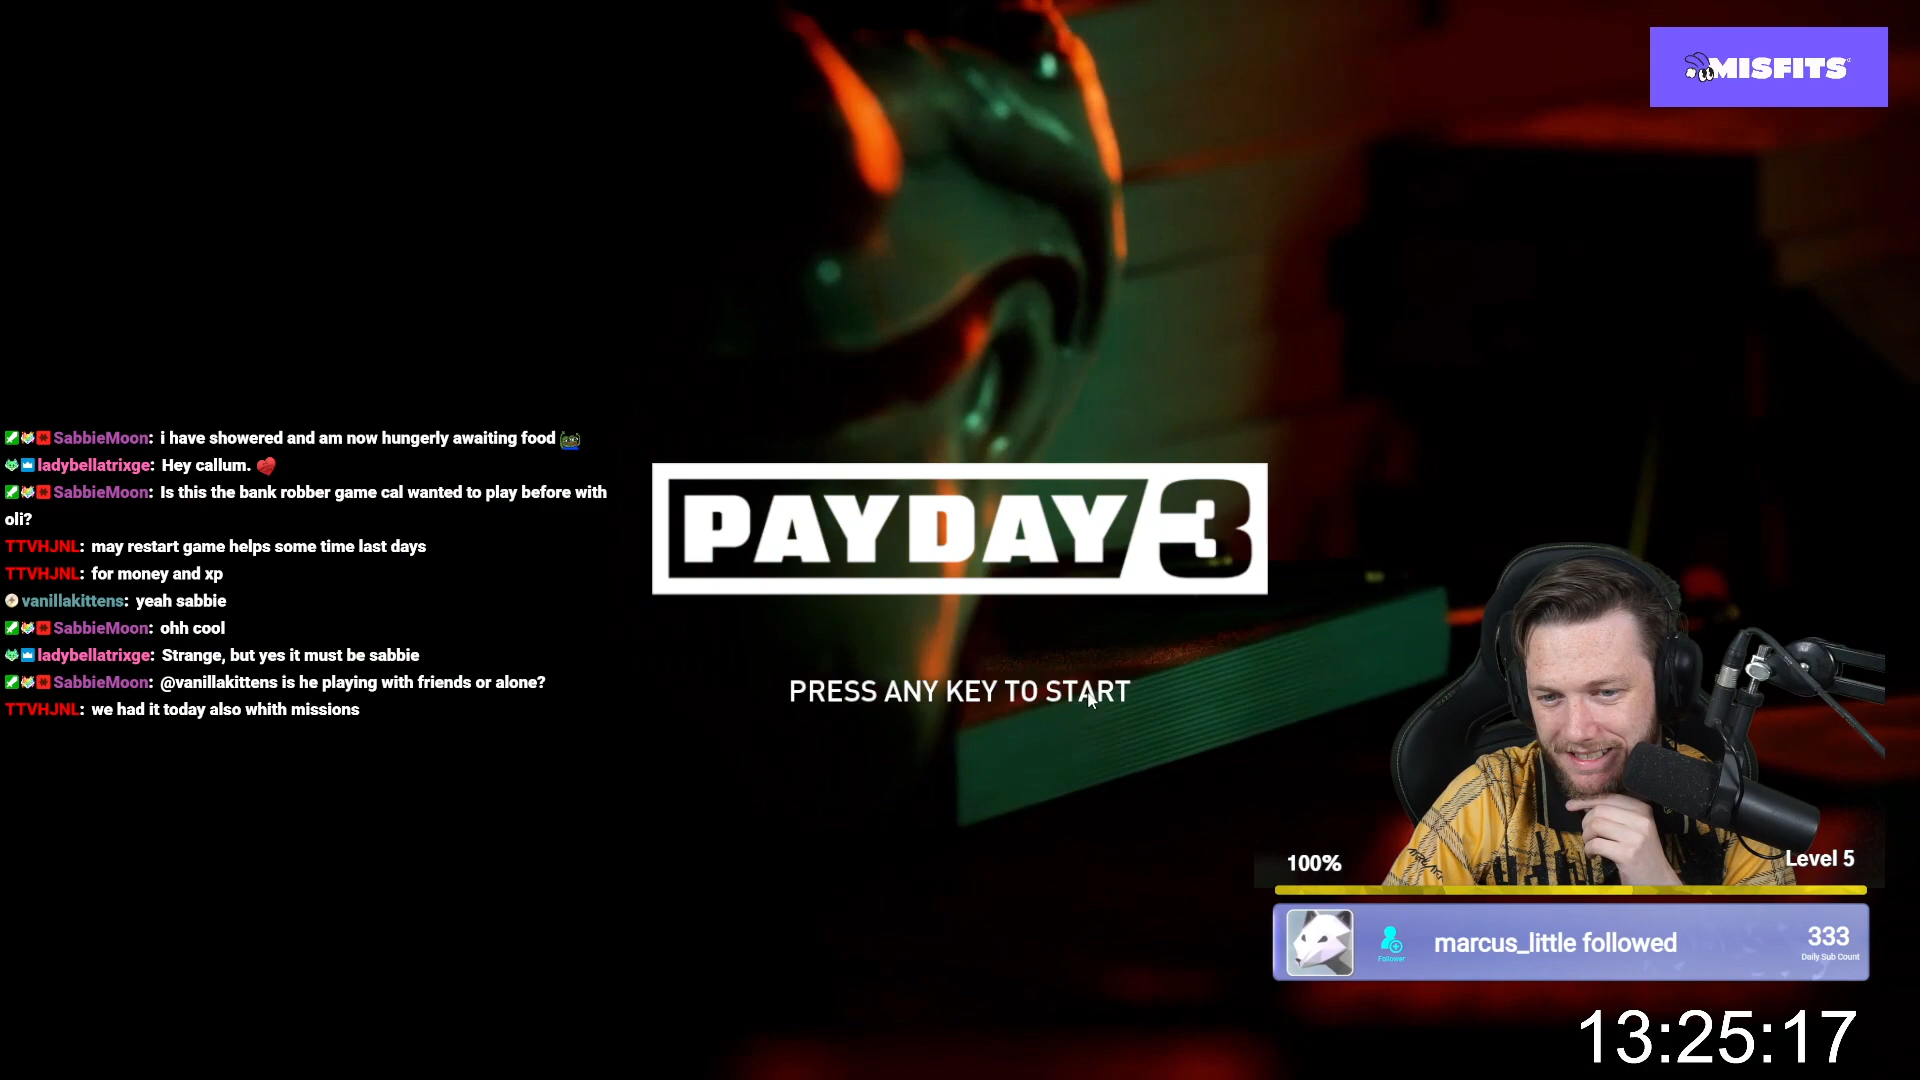 MISFITS
SabbieMoon: i have showered and am now hungerly awaiting food
ladybellatrixge: Hey callum.
SabbieMoon: Is this the bank robber game cal wanted to play before with
oli?
TTVHJNL: may restart game helps some time last days
TTVHJNL: for money and xp
vanillakittens: yeah sabbie
SabbieMoon: ohh cool
ladybellatrixge: Strange, but yes it must be sabbie
SabbieMoon: @vanillakittens is he playing with friends or alone?
TTVHJNL: we had it today also whith missions
PAYDAY 3
PRESS ANY KEY TO START
100%
Level 5
Follower
marcus_little followed
333
Daily Sub Count
13:25:17